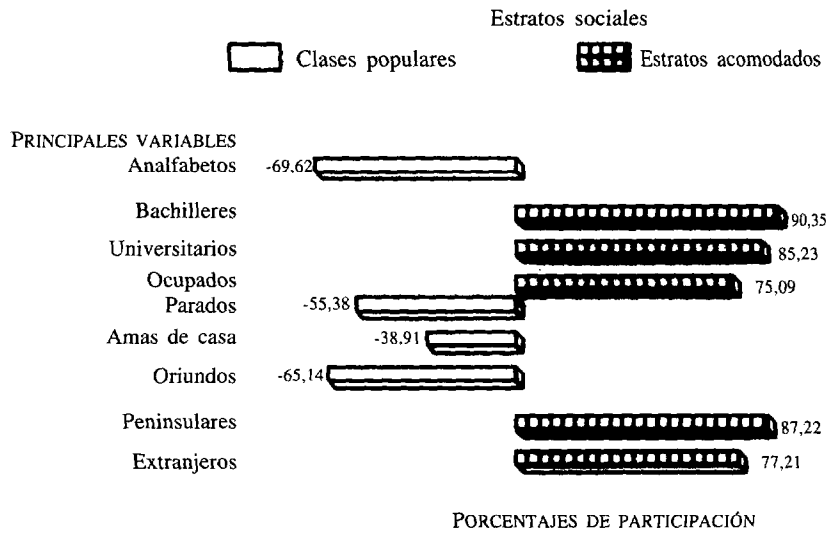 Estratos sociales
Clases populares Estratos acomodados
PRINCIPALES VARIABLES
Analfabetos -69,62
Bachilleres 90,35
Universitarios 85,23
Ocupados 75,09
Parados -55,38
Amas de casa -38,91
Oriundos -65,14
Peninsulares 87,22
Extranjeros 77,21
PORCENTAJES DE PARTICIPACIÓN